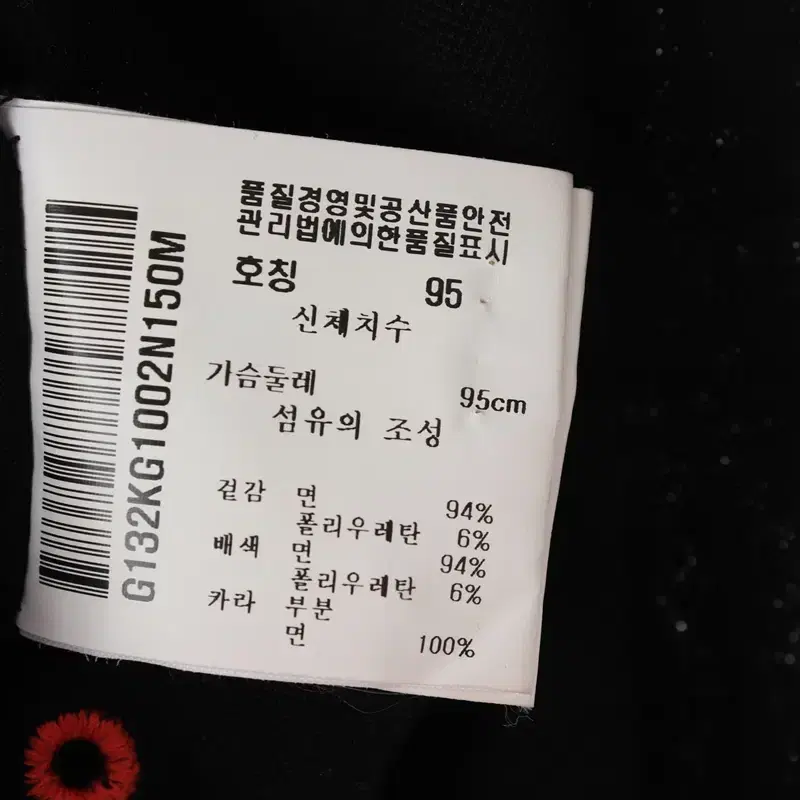 품질경영및공산품안전
관리법에의한품질표시
호칭 95
신체치수
가슴둘레 95cm
섬유의 조성
겉감 면 94%
폴리우레탄 6%
배색 면 94%
폴리우레탄 6%
카라 부분
면 100%
G132KG1002N150M